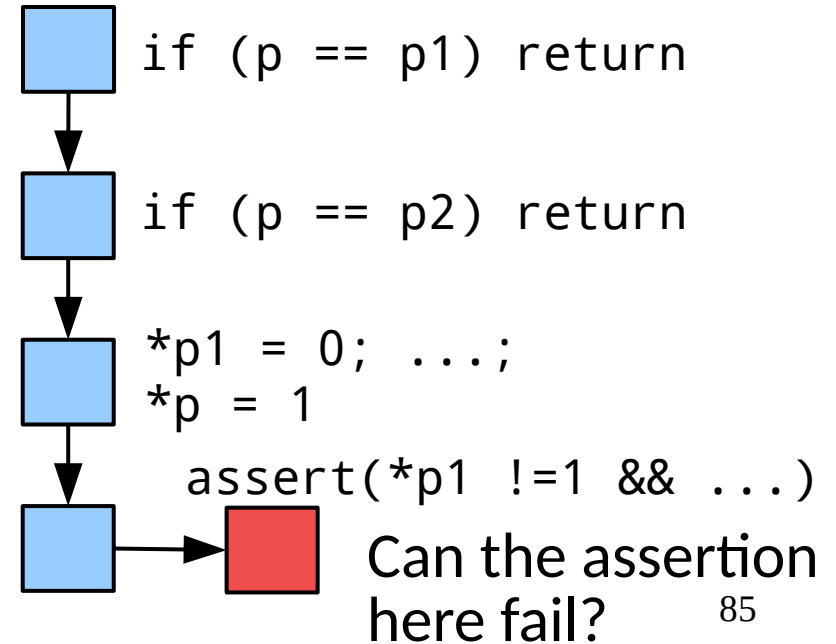 if (p == p1) return
if (p == p2) return
*p1 = 0; ...;
*p = 1
assert(*p1 !=1 && ...)
Can the assertion
here fail?
85